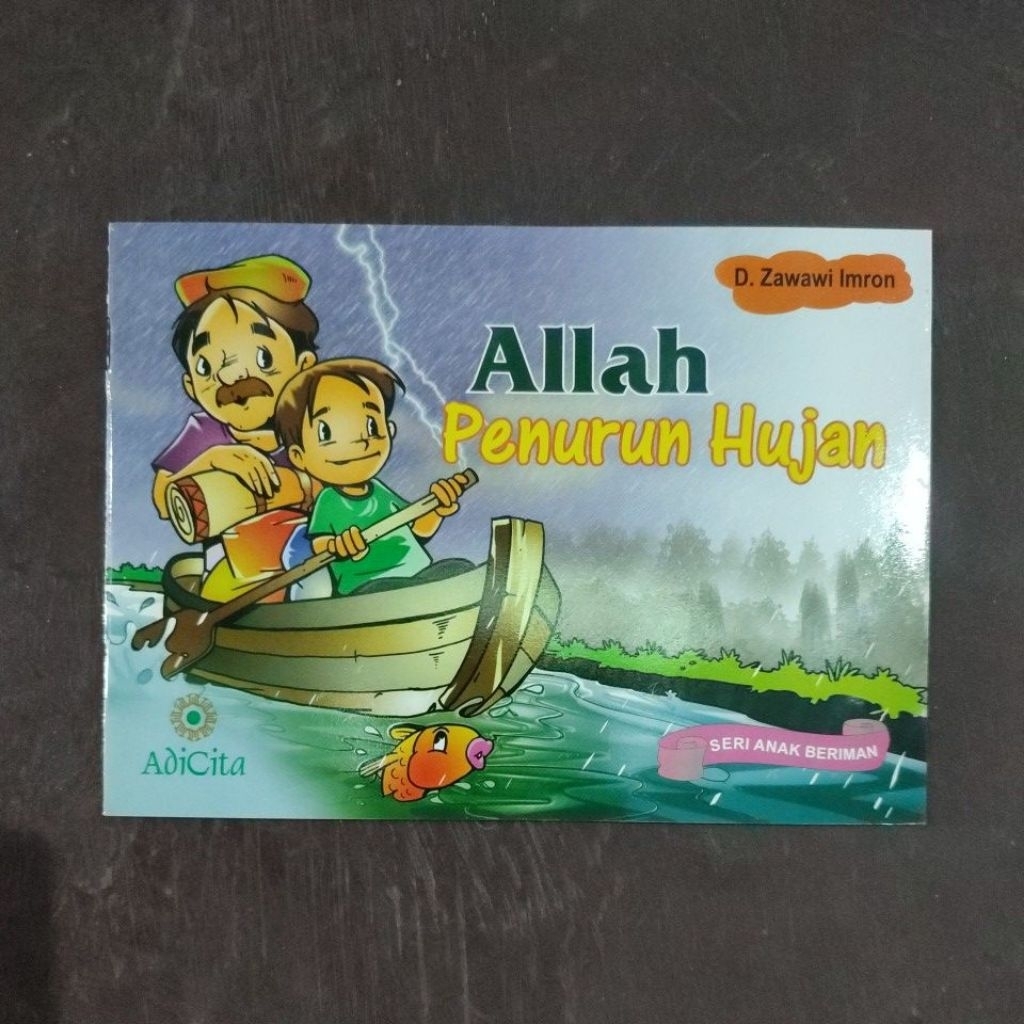 D. Zawawi Imron
Allah
Penurun Hujan
AdiCita
SERI ANAK BERIMAN